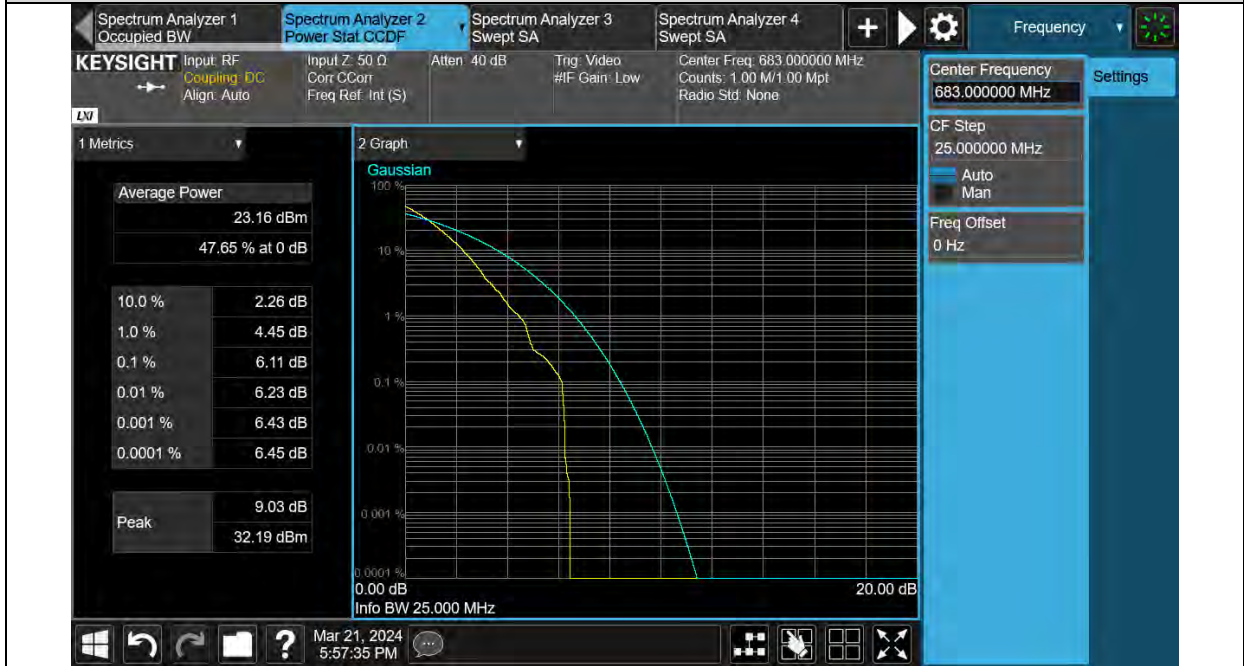 Spectrum Analyzer 1
Occupied BW
Spectrum Analyzer 2
Power Stat CCDF
Spectrum Analyzer 3
Swept SA
Spectrum Analyzer 4
Swept SA
+
Frequency
KEYSIGHT
LXI
Input: RF
Coupling: DC
Align: Auto
Input Z: 50 Ω
Corr CCorr
Freq Ref: Int (S)
Atten: 40 dB
Trig: Video
#IF Gain: Low
Center Freq: 683.000000 MHz
Counts: 1.00 M/1.00 Mpt
Radio Std: None
Center Frequency
683.000000 MHz
Settings
CF Step
25.000000 MHz
Auto
Man
Freq Offset
0 Hz
1 Metrics
Average Power
23.16 dBm
47.65 % at 0 dB
10.0 % 2.26 dB
1.0 % 4.45 dB
0.1 % 6.11 dB
0.01 % 6.23 dB
0.001 % 6.43 dB
0.0001 % 6.45 dB
Peak
9.03 dB
32.19 dBm
2 Graph
Gaussian
100 %
10 %
1 %
0.1 %
0.01 %
0.001 %
0.0001 %
0.00 dB 20.00 dB
Info BW 25.000 MHz
?
Mar 21, 2024
5:57:35 PM